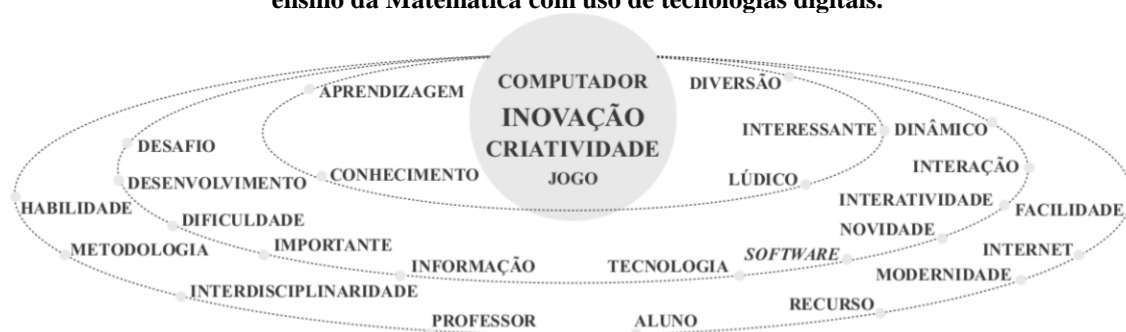 ensino da Matemática com uso de tecnologias digitais.
COMPUTADOR
DIVERSÃO
APRENDIZAGEM
INOVAÇÃO
INTERESSANTE
DINÂMICO
DESAFIO
CRIATIVIDADE
INTERAÇÃO
CONHECIMENTO
JOGO
LÚDICO
DESENVOLVIMENTO
INTERATIVIDADE
HABILIDADE
FACILIDADE
DIFICULDADE
NOVIDADE
METODOLOGIA
IMPORTANTE
SOFTWARE
INTERNET
INFORMAÇÃO
TECNOLOGIA
MODERNIDADE
INTERDISCIPLINARIDADE
RECURSO
PROFESSOR
ALUNO